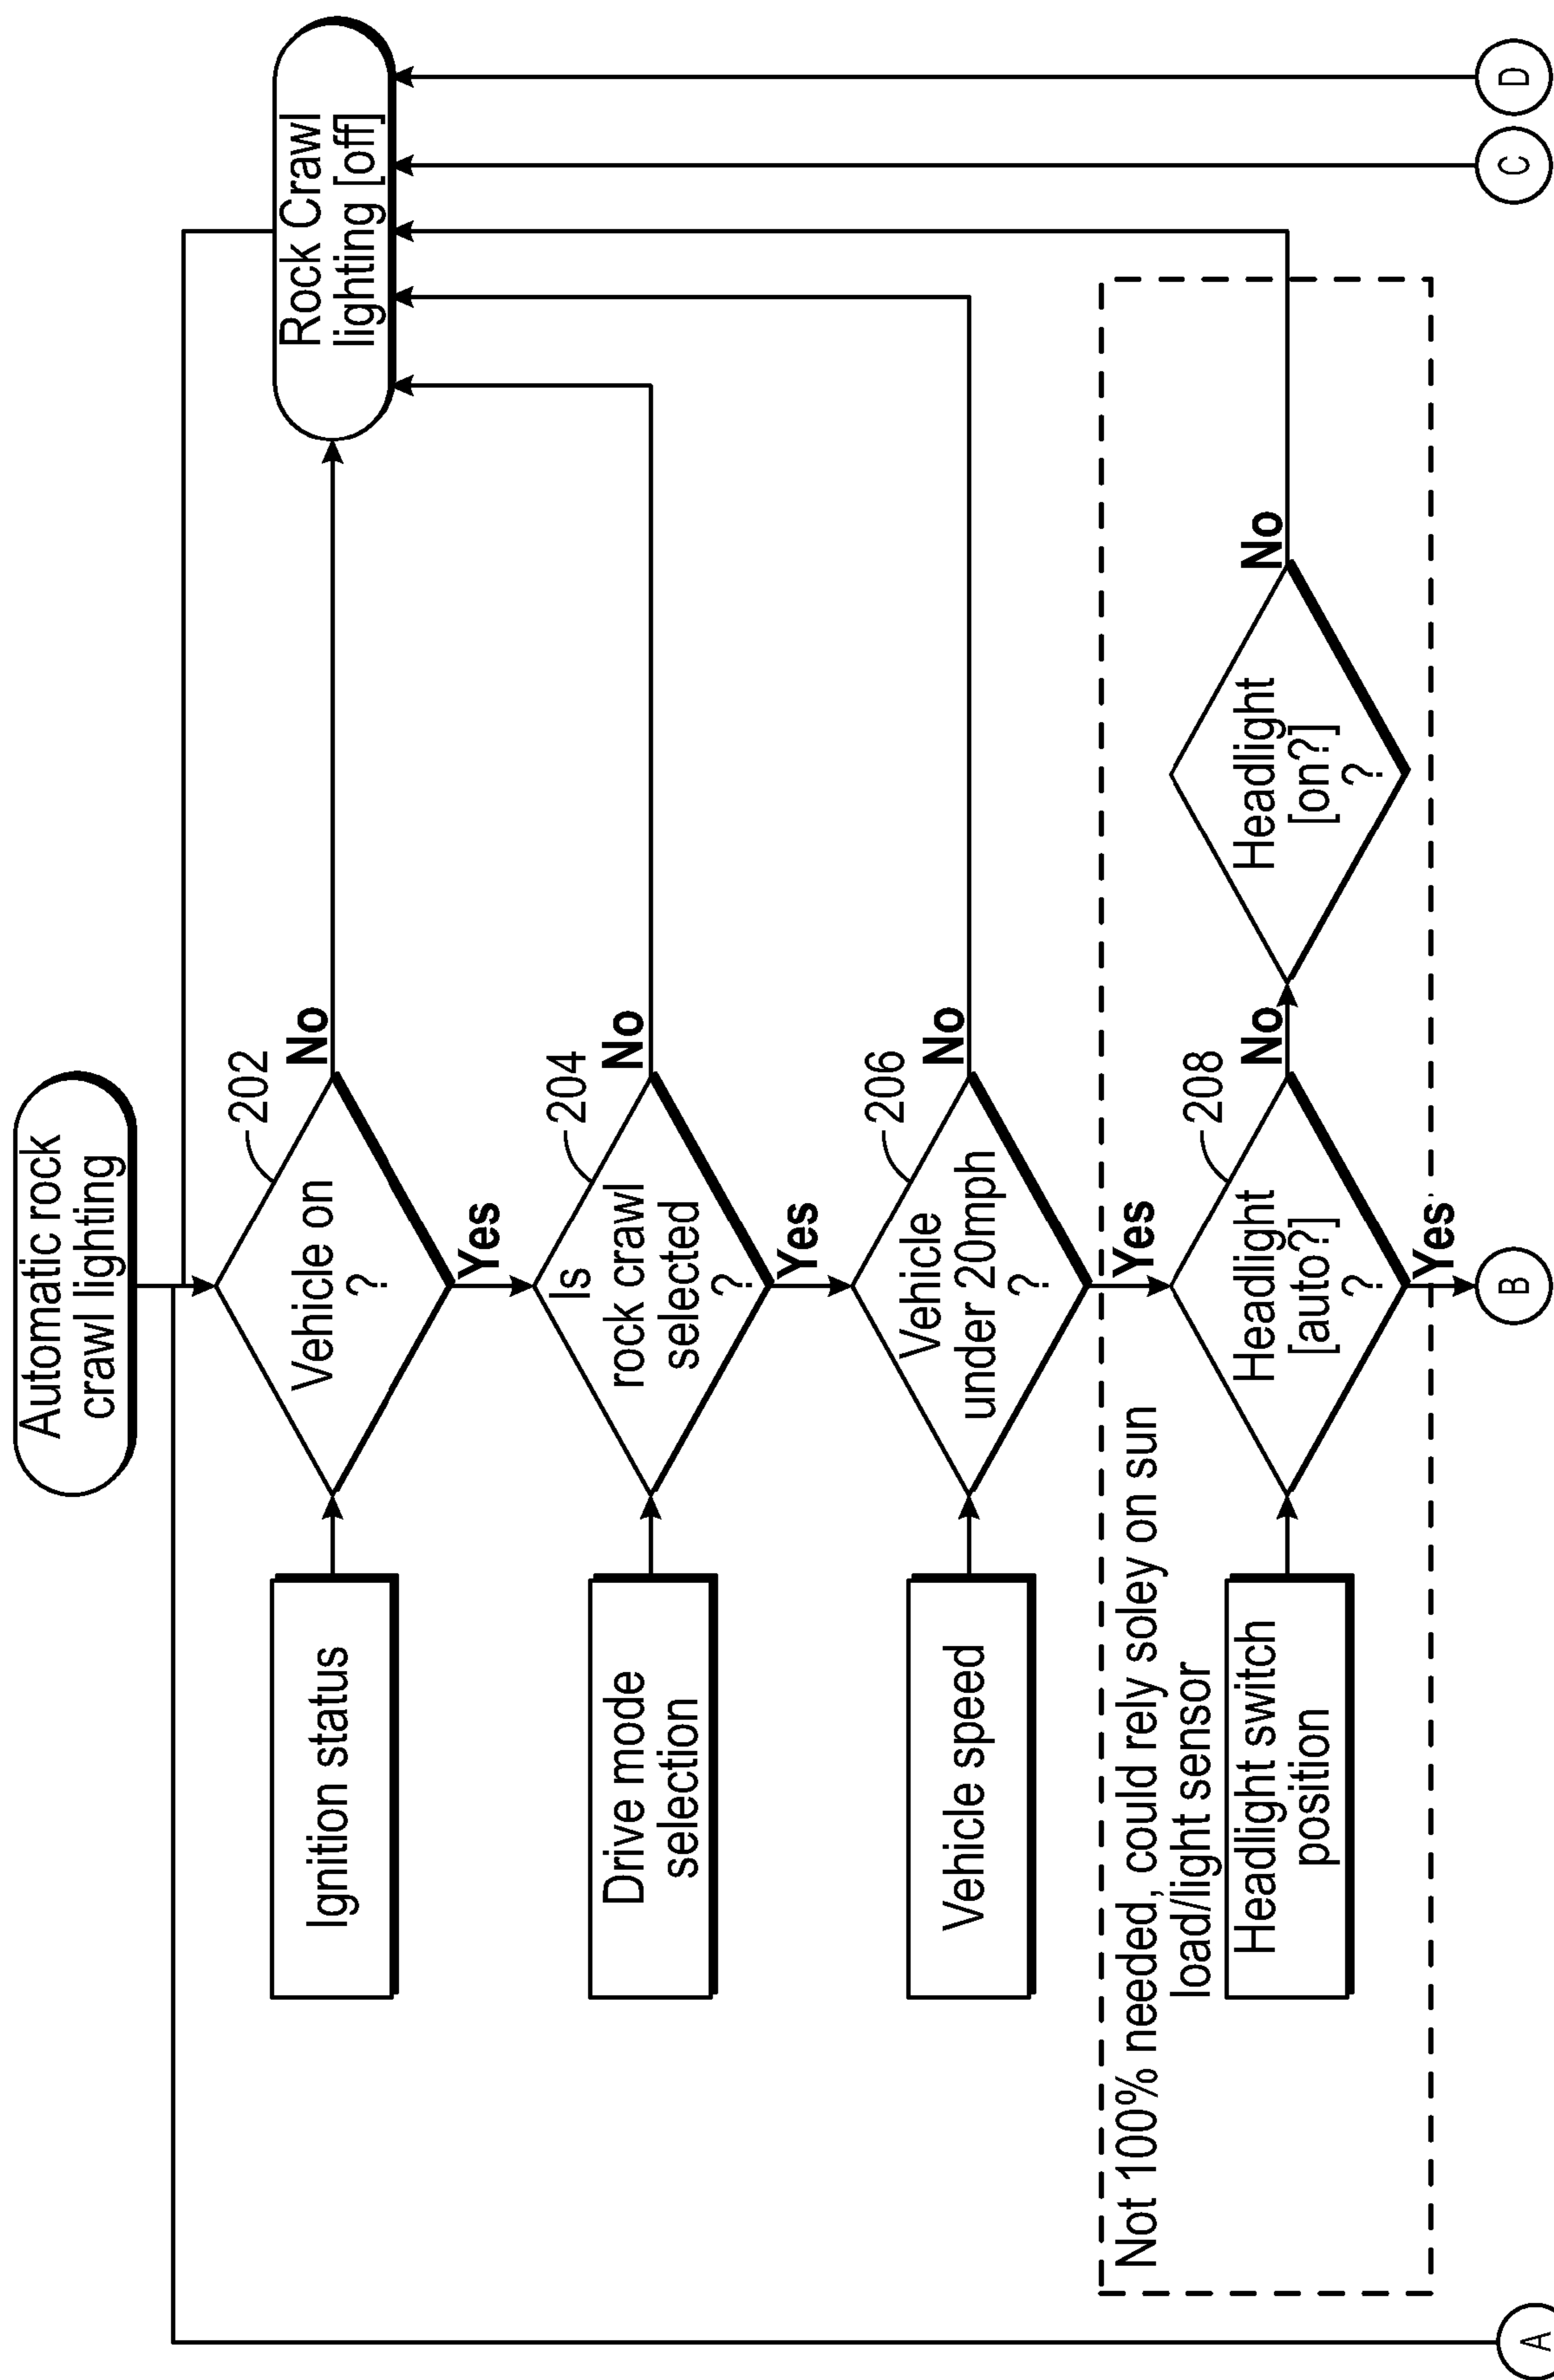 Automatic rock
crawl lighting
Rock Crawl
lighting [off]
Ignition status
Vehicle on
?
202
No
Yes
Drive mode
selection
Is
rock crawl
selected
?
204
No
Yes
Vehicle speed
Vehicle
under 20mph
?
206
No
Yes
Not 100% needed, could rely soley on sun
load/light sensor
Headlight switch
position
Headlight
[auto?]
?
208
No
Yes
Headlight
[on?]
?
No
A
B
C
D